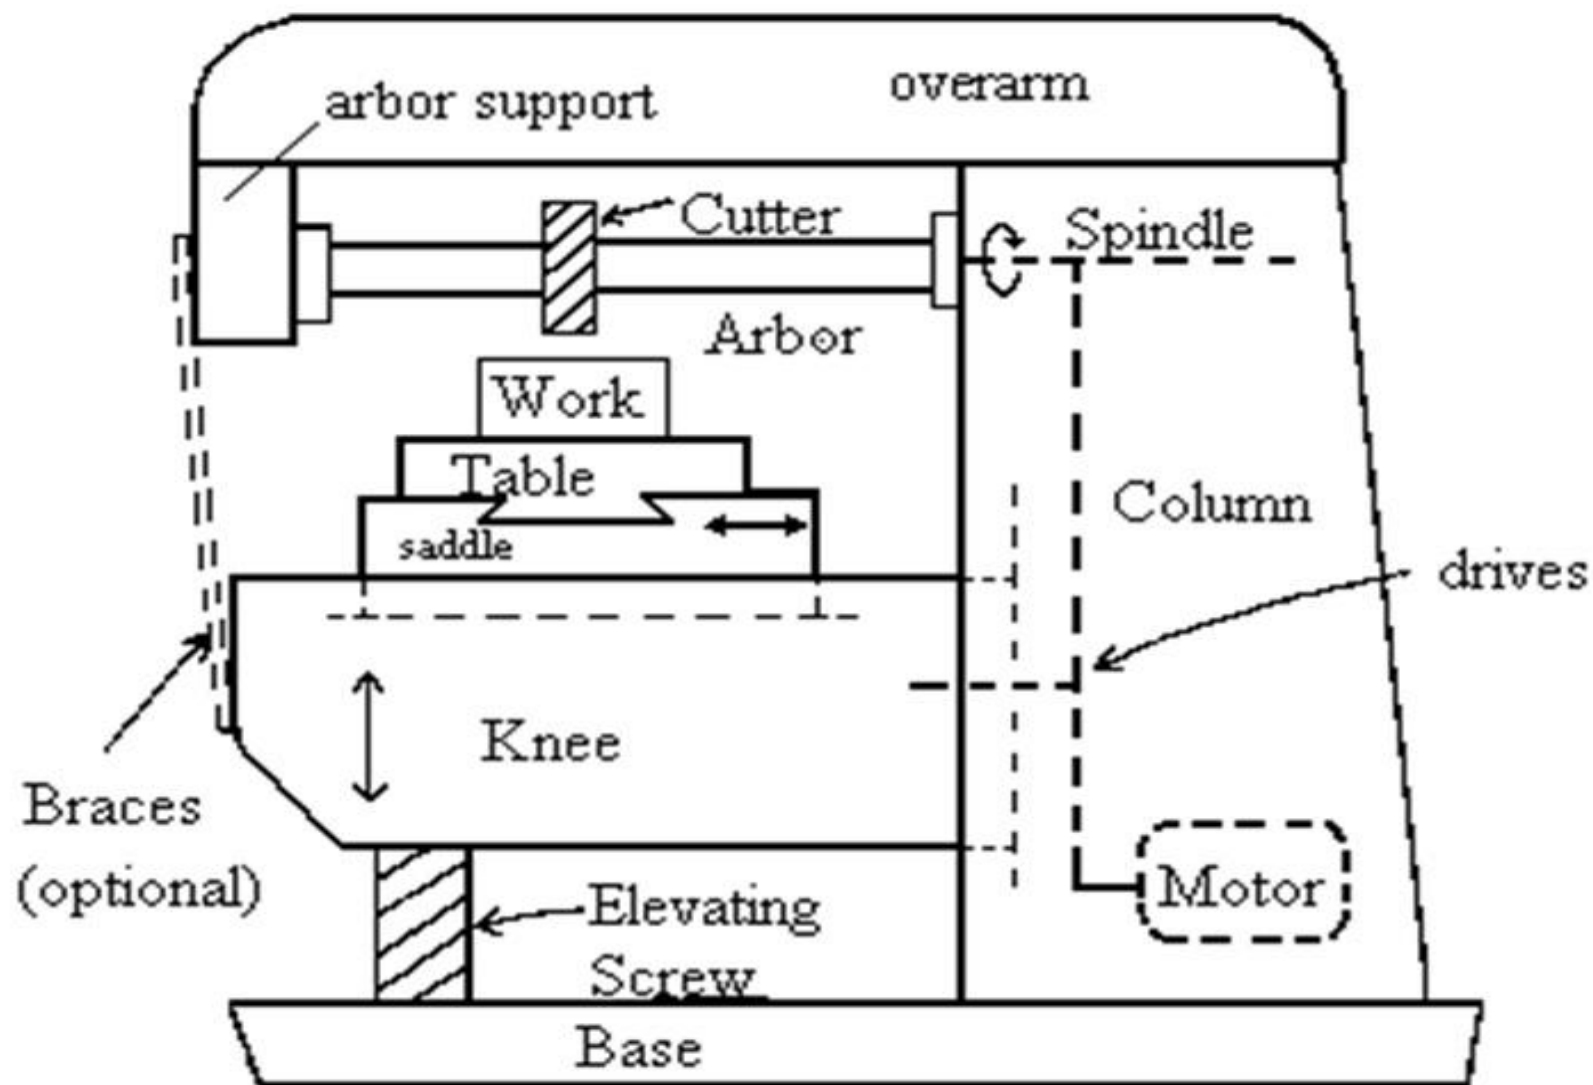 overarm
arbor support
Cutter
Spindle
Arbor
Work
Table
Column
saddle
drives
Knee
Braces
(optional)
Motor
Elevating
Screw
Base